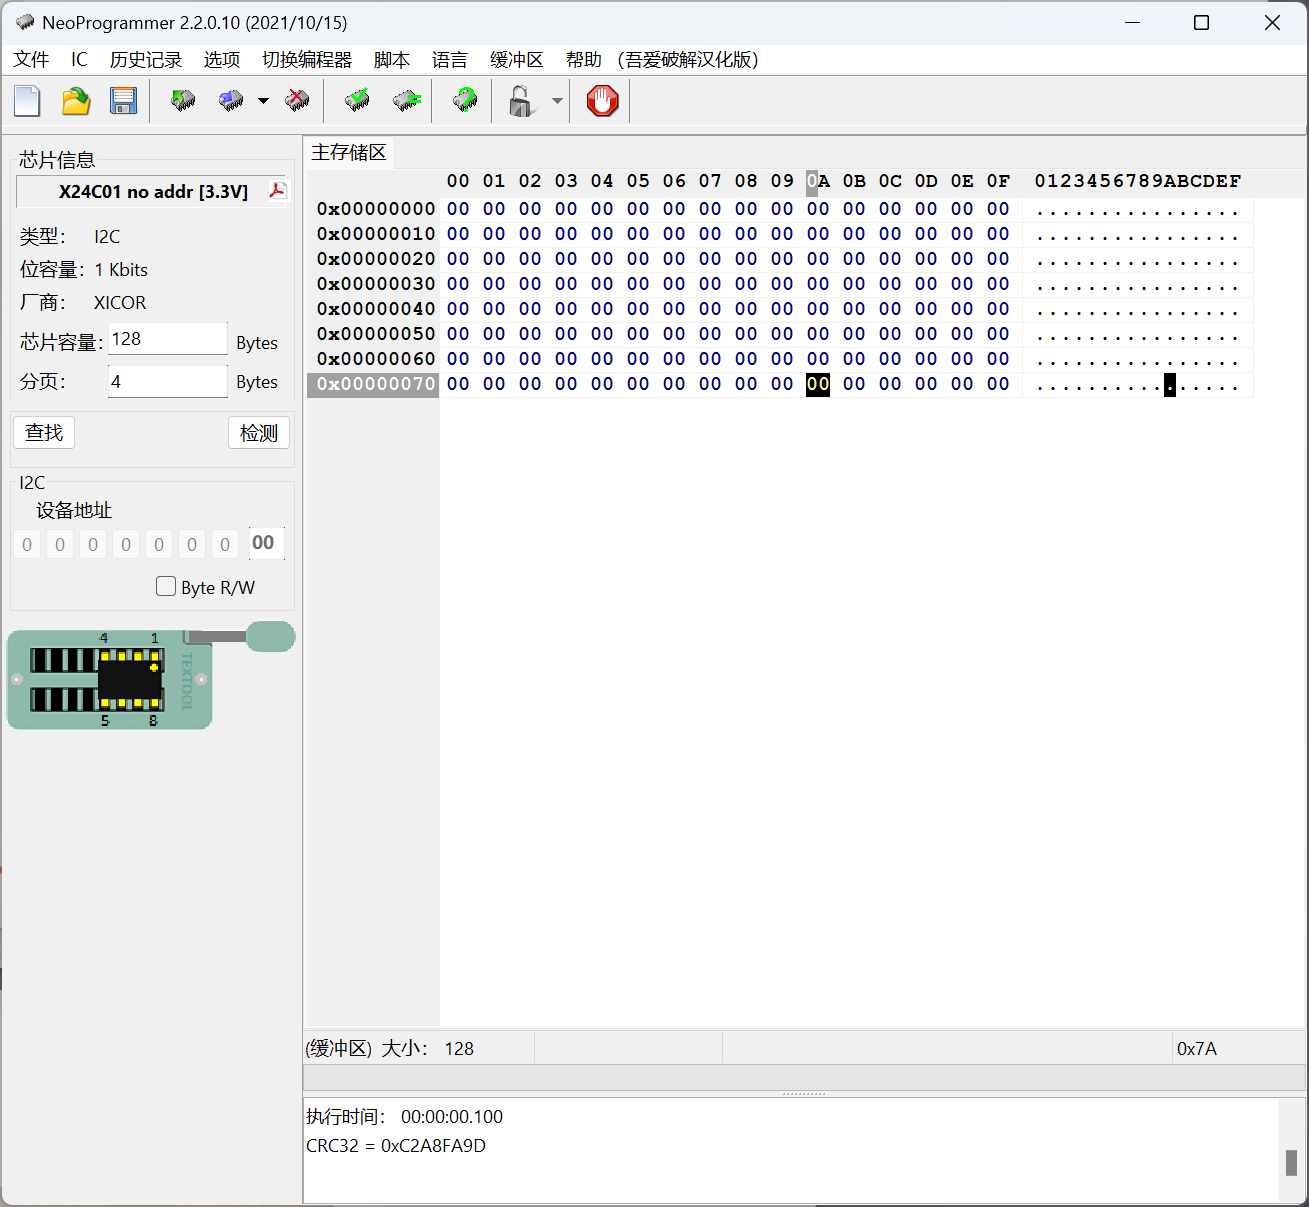 NeoProgrammer 2.2.0.10 (2021/10/15)
文件 IC 历史记录 选项 切换编程器 脚本 语言 缓冲区 帮助 (吾爱破解汉化版)
芯片信息
X24C01 no addr [3.3V]
类型： I2C
位容量：1 Kbits
厂商： XICOR
芯片容量：128 Bytes
分页： 4 Bytes
查找 检测
I2C
设备地址
0 0 0 0 0 0 0 00
Byte R/W
4 1
TEXTOOL
5 8
主存储区
00 01 02 03 04 05 06 07 08 09 0A 0B 0C 0D 0E 0F 0123456789ABCDEF
0x00000000 00 00 00 00 00 00 00 00 00 00 00 00 00 00 00 00 ................
0x00000010 00 00 00 00 00 00 00 00 00 00 00 00 00 00 00 00 ................
0x00000020 00 00 00 00 00 00 00 00 00 00 00 00 00 00 00 00 ................
0x00000030 00 00 00 00 00 00 00 00 00 00 00 00 00 00 00 00 ................
0x00000040 00 00 00 00 00 00 00 00 00 00 00 00 00 00 00 00 ................
0x00000050 00 00 00 00 00 00 00 00 00 00 00 00 00 00 00 00 ................
0x00000060 00 00 00 00 00 00 00 00 00 00 00 00 00 00 00 00 ................
0x00000070 00 00 00 00 00 00 00 00 00 00 00 00 00 00 00 00 ................
(缓冲区) 大小： 128 0x7A
执行时间： 00:00:00.100
CRC32 = 0xC2A8FA9D